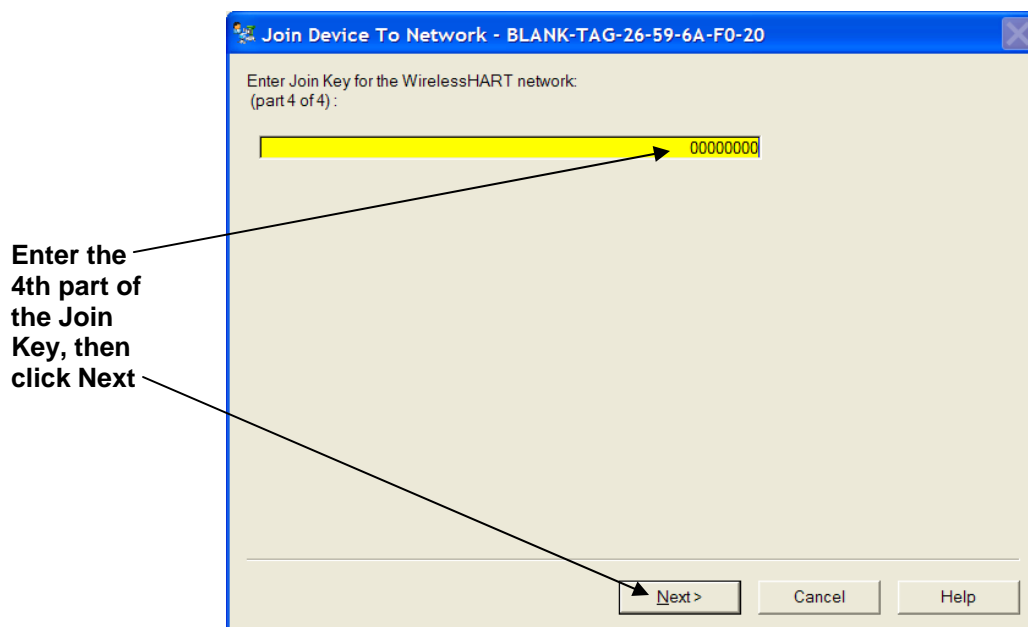 Join Device To Network - BLANK-TAG-26-59-6A-F0-20
Enter Join Key for the WirelessHART network:
(part 4 of 4) :
00000000
Enter the
4th part of
the Join
Key, then
click Next
Next >
Cancel
Help